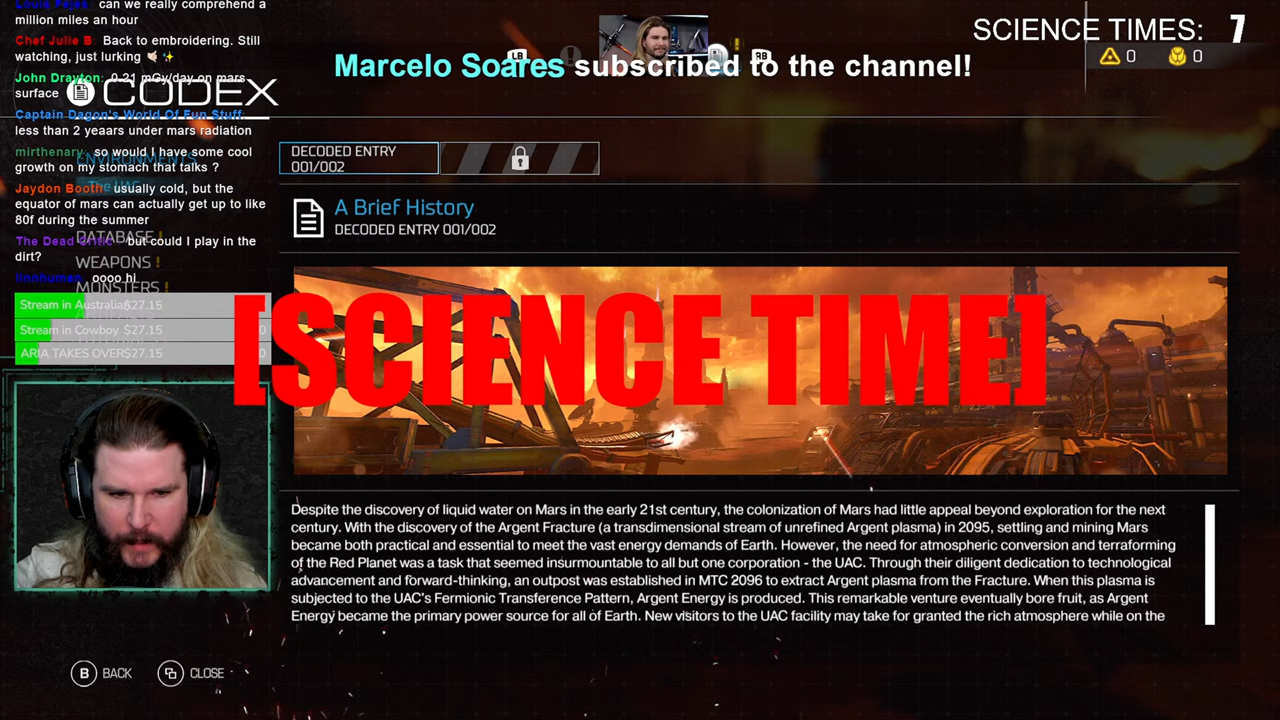 Louis Pajes: can we really comprehend a
million miles an hour
Chef Julie B: Back to embroidering. Still
watching, just lurking
John Drayton: 0.21 mGy/day on mars
surface
Captain Dagon's World Of Fun Stuff:
less than 2 yeaars under mars radiation
mirthenary: so would I have some cool
growth on my stomach that talks ?
Jaydon Booth: usually cold, but the
equator of mars can actually get up to like
80f during the summer
The Dead Critic: but could I play in the
dirt?
oooo hi
CODEX
ENVIRONMENTS
The UAC
DATABASE !
WEAPONS !
MONSTERS !
Stream in Australia $27.15
Stream in Cowboy $27.15
ARIA TAKES OVER $27.15
Marcelo Soares subscribed to the channel!
LB
RB
SCIENCE TIMES: 7
0 0
DECODED ENTRY
001/002
A Brief History
DECODED ENTRY 001/002
[SCIENCE TIME]
Despite the discovery of liquid water on Mars in the early 21st century, the colonization of Mars had little appeal beyond exploration for the next
century. With the discovery of the Argent Fracture (a transdimensional stream of unrefined Argent plasma) in 2095, settling and mining Mars
became both practical and essential to meet the vast energy demands of Earth. However, the need for atmospheric conversion and terraforming
of the Red Planet was a task that seemed insurmountable to all but one corporation - the UAC. Through their diligent dedication to technological
advancement and forward-thinking, an outpost was established in MTC 2096 to extract Argent plasma from the Fracture. When this plasma is
subjected to the UAC's Fermionic Transference Pattern, Argent Energy is produced. This remarkable venture eventually bore fruit, as Argent
Energy became the primary power source for all of Earth. New visitors to the UAC facility may take for granted the rich atmosphere while on the
B BACK
CLOSE